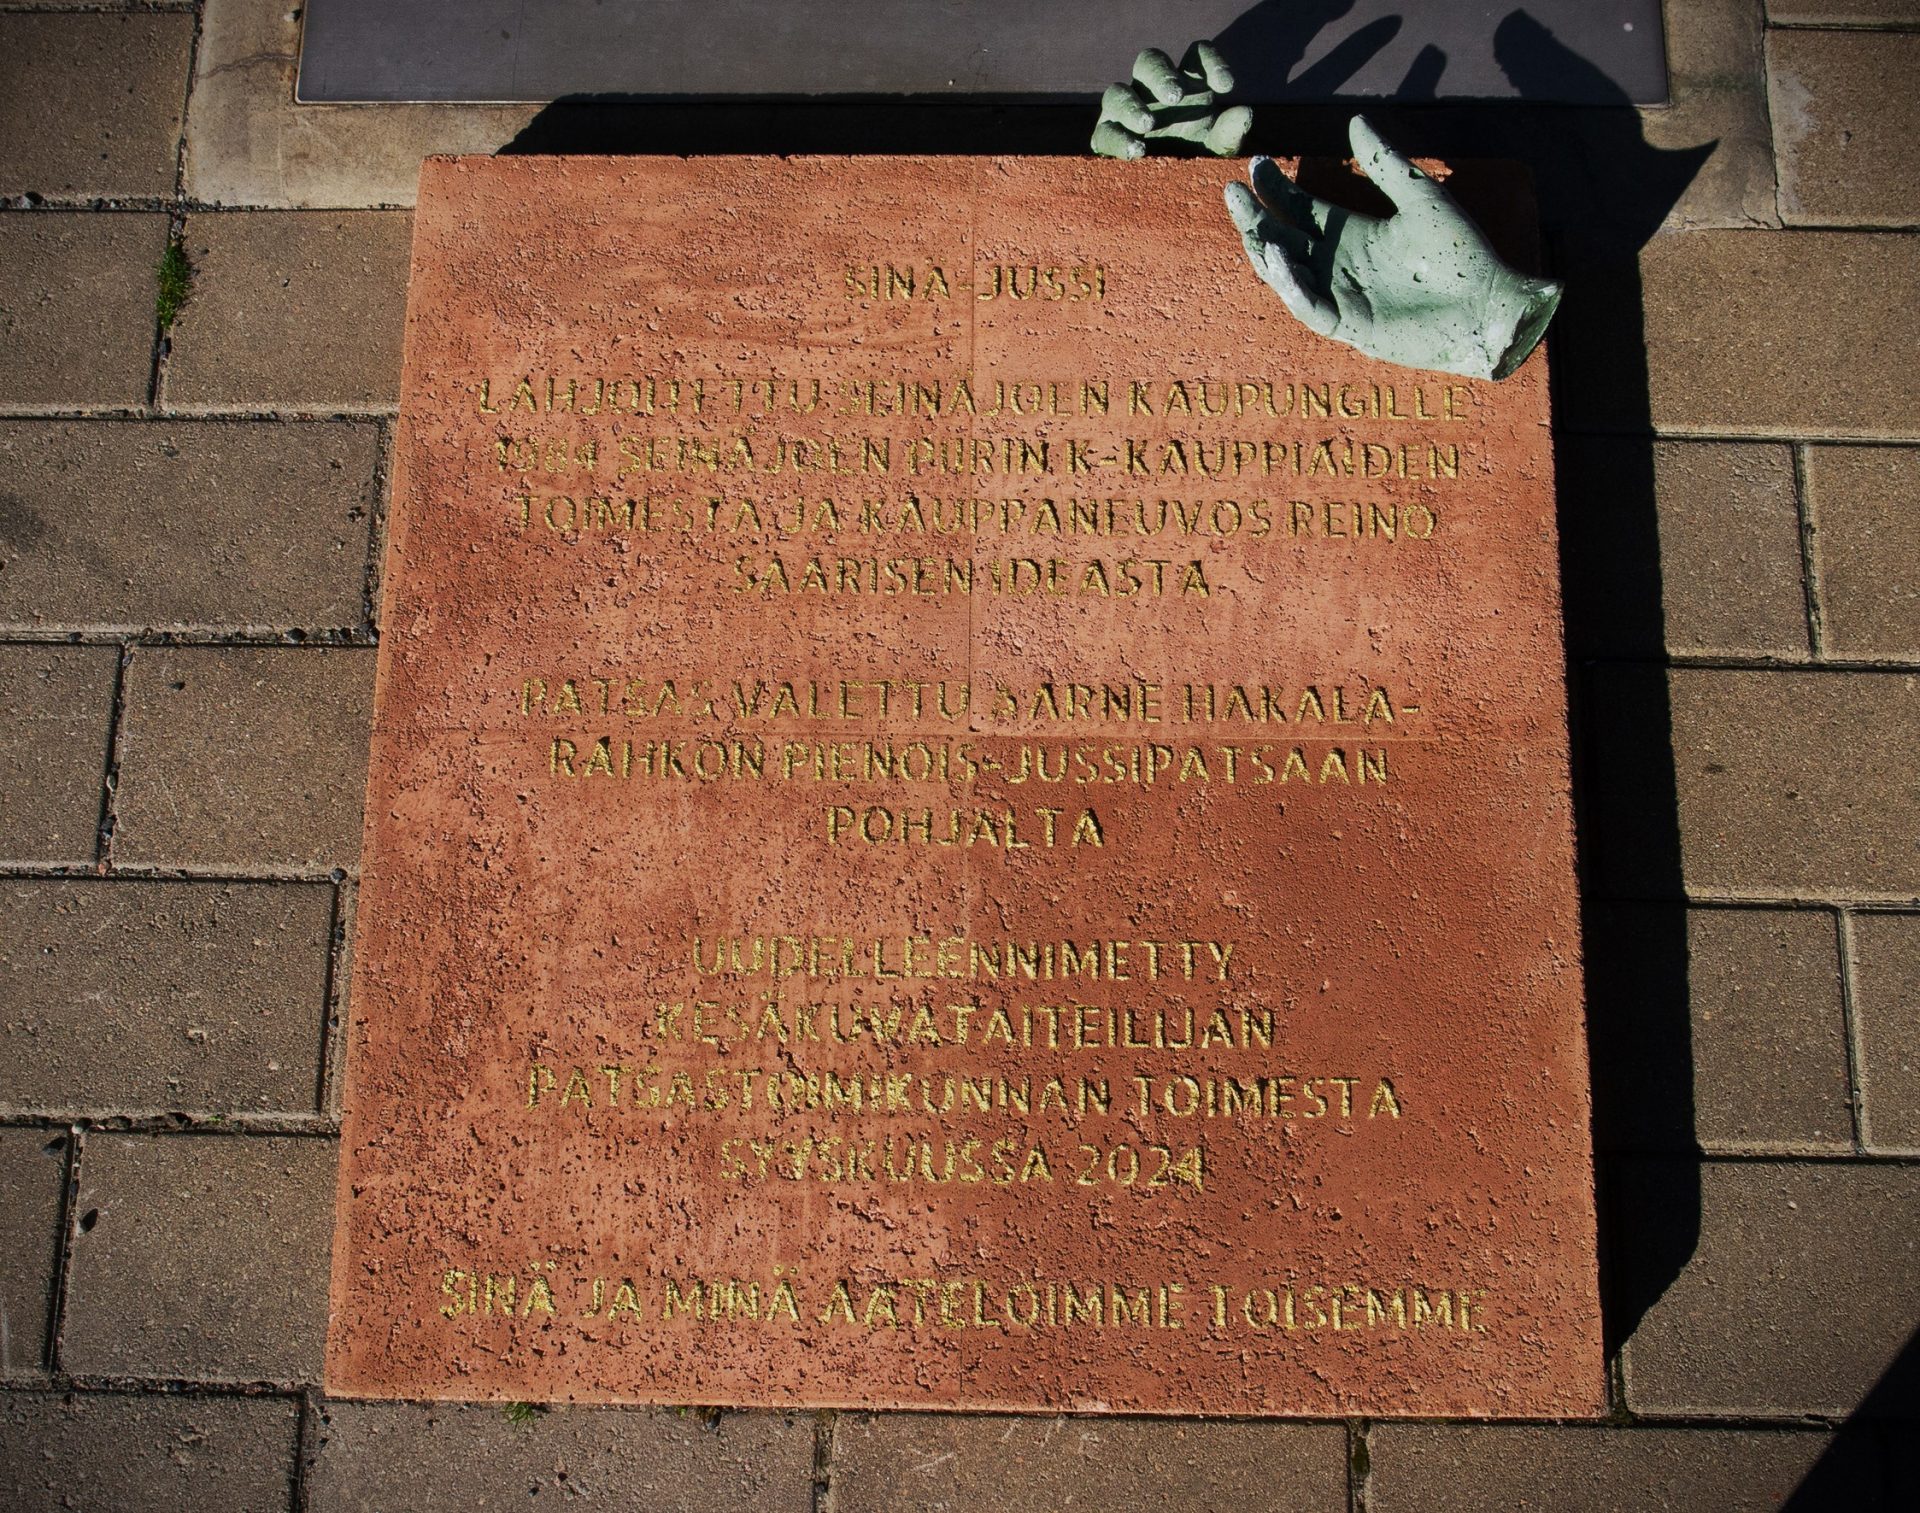 SINÄ-JUSSI
LAHJOITETTU SEINÄJOEN KAUPUNGILLE
1984 SEINÄJOEN PIIRIN K-KAUPPIAIDEN
TOIMESTA JA KAUPPANEUVOS REINO
SAARISEN IDEASTA
PATSAS VALETTU AARNE HAKALA-
RAHKON PIENOIS-JUSSIPATSAAN
POHJALTA
UUDELLEENNIMETTY
KESÄKUVATAITEILIJAN
PATSASTOIMIKUNNAN TOIMESTA
SYYSKUUSSA 2024
SINÄ JA MINÄ AATELOIMME TOISEMME